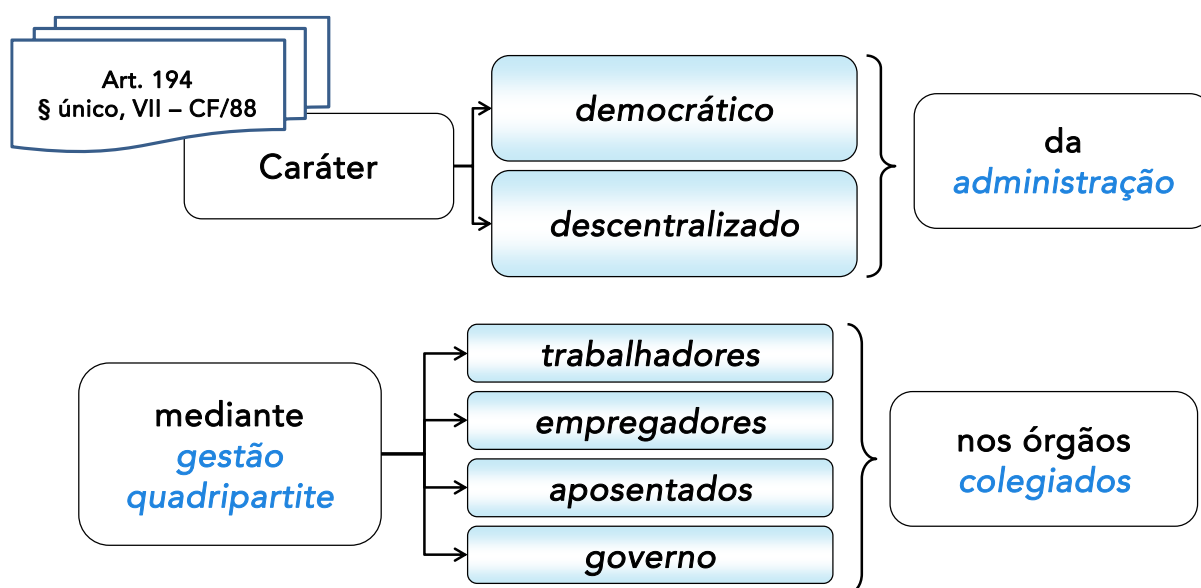 Art. 194
§ único, VII – CF/88
Caráter
democrático
descentralizado
da
administração
mediante
gestão
quadripartite
trabalhadores
empregadores
aposentados
governo
nos órgãos
colegiados